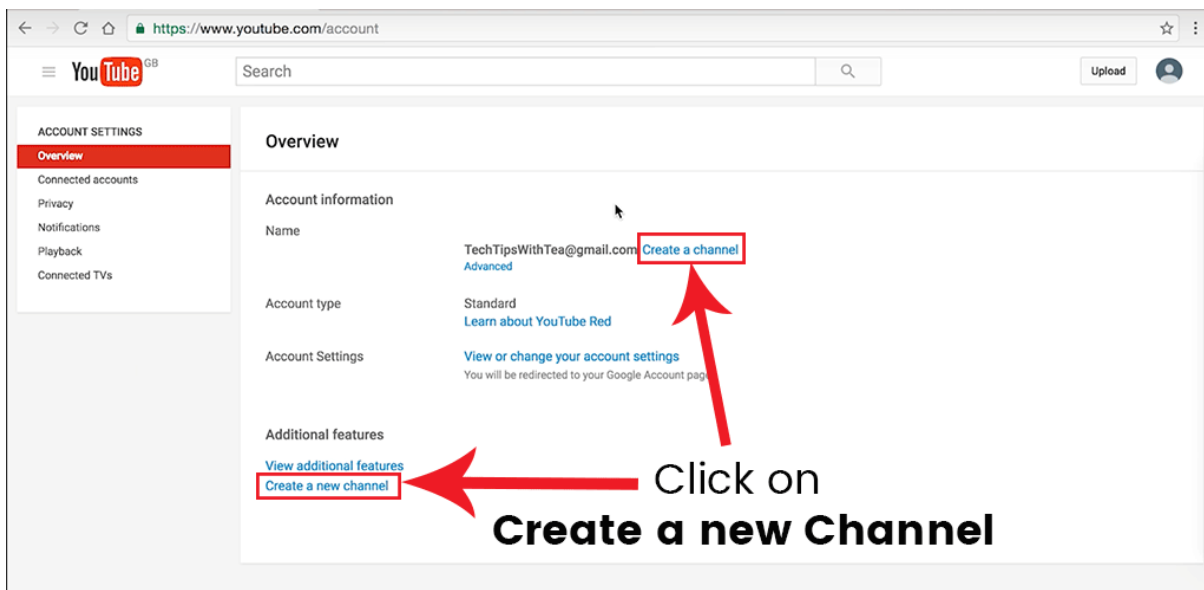 https://www.youtube.com/account
YouTube GB
Search
Upload
ACCOUNT SETTINGS
Overview
Connected accounts
Privacy
Notifications
Playback
Connected TVs
Overview
Account information
Name
TechTipsWithTea@gmail.com Create a channel
Advanced
Account type
Standard
Learn about YouTube Red
Account Settings
View or change your account settings
You will be redirected to your Google Account page
Additional features
View additional features
Create a new channel
Click on
Create a new Channel